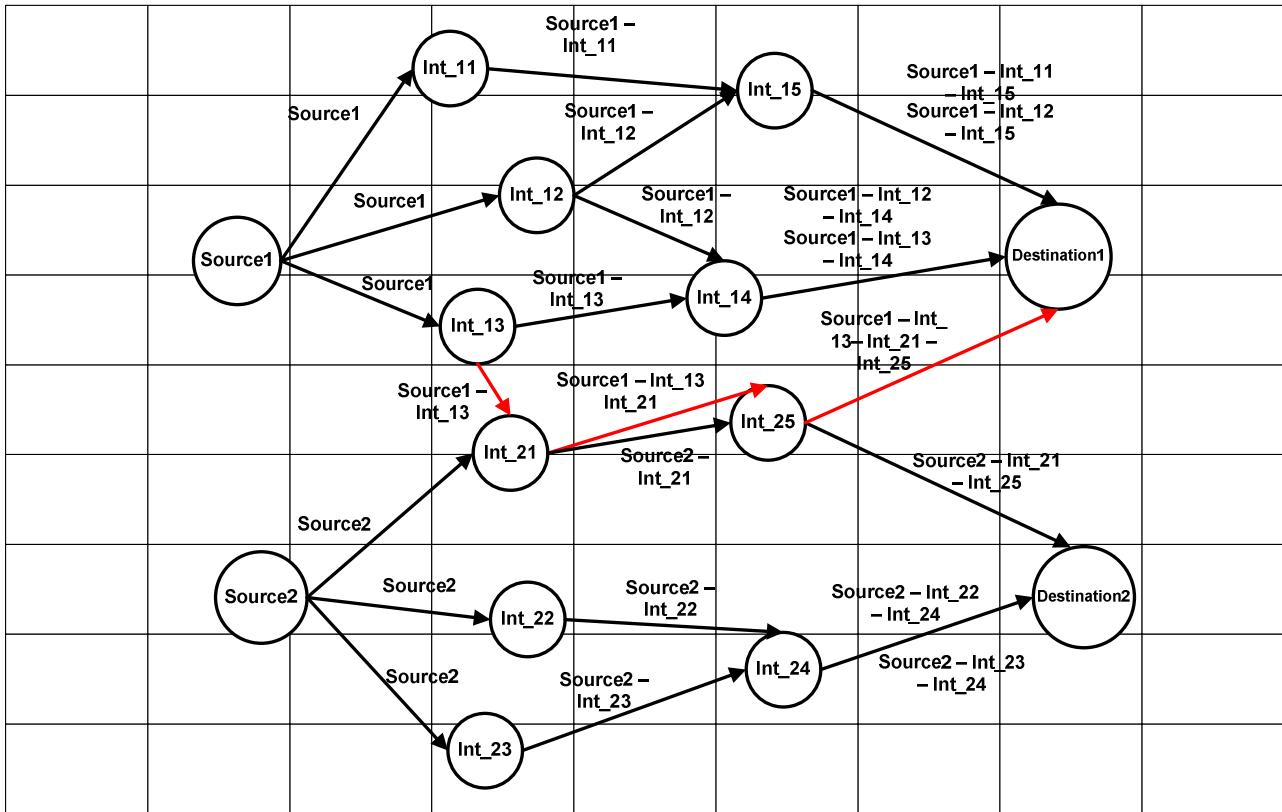 Source1 –
Int_11
Int_11
Int_15
Source1 – Int_11
– Int_15
Source1
Source1 –
Int_12
Source1 – Int_12
– Int_15
Int_12
Source1
Source1 –
Int_12
Source1 – Int_12
– Int_14
Source1
Source1 – Int_13
– Int_14
Destination1
Source1
Source1 –
Int_13
Int_14
Int_13
Source1 – Int_
13– Int_21 –
Int_25
Source1 –
Int_13
Source1 – Int_13
Int_21
Int_25
Int_21
Source2 –
Int_21
Source2 – Int_21
– Int_25
Source2
Source2
Source2
Source2 –
Int_22
Source2 – Int_22
– Int_24
Destination2
Int_22
Source2
Source2 –
Int_23
Int_24
Source2 – Int_23
– Int_24
Int_23